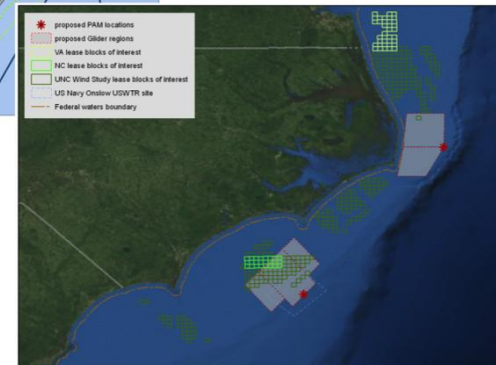 proposed PAM locations
proposed Glider regions
VA lease blocks of interest
NC lease blocks of interest
UNC Wind Study lease blocks of interest
US Navy Onslow USWTR site
Federal waters boundary